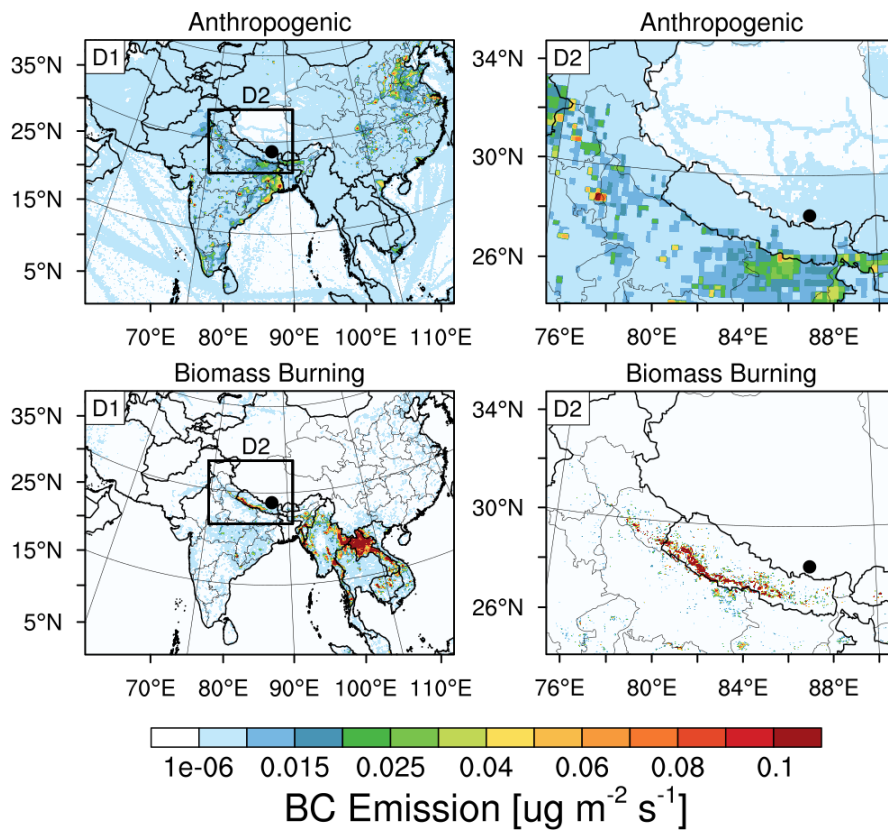 Anthropogenic
Anthropogenic
35°N
25°N
15°N
5°N
D1
D2
70°E 80°E 90°E 100°E 110°E
34°N
30°N
26°N
D2
76°E 80°E 84°E 88°E
Biomass Burning
Biomass Burning
35°N
25°N
15°N
5°N
D1
D2
70°E 80°E 90°E 100°E 110°E
34°N
30°N
26°N
D2
76°E 80°E 84°E 88°E
1e-06 0.015 0.025 0.04 0.06 0.08 0.1
BC Emission [ug m⁻² s⁻¹]